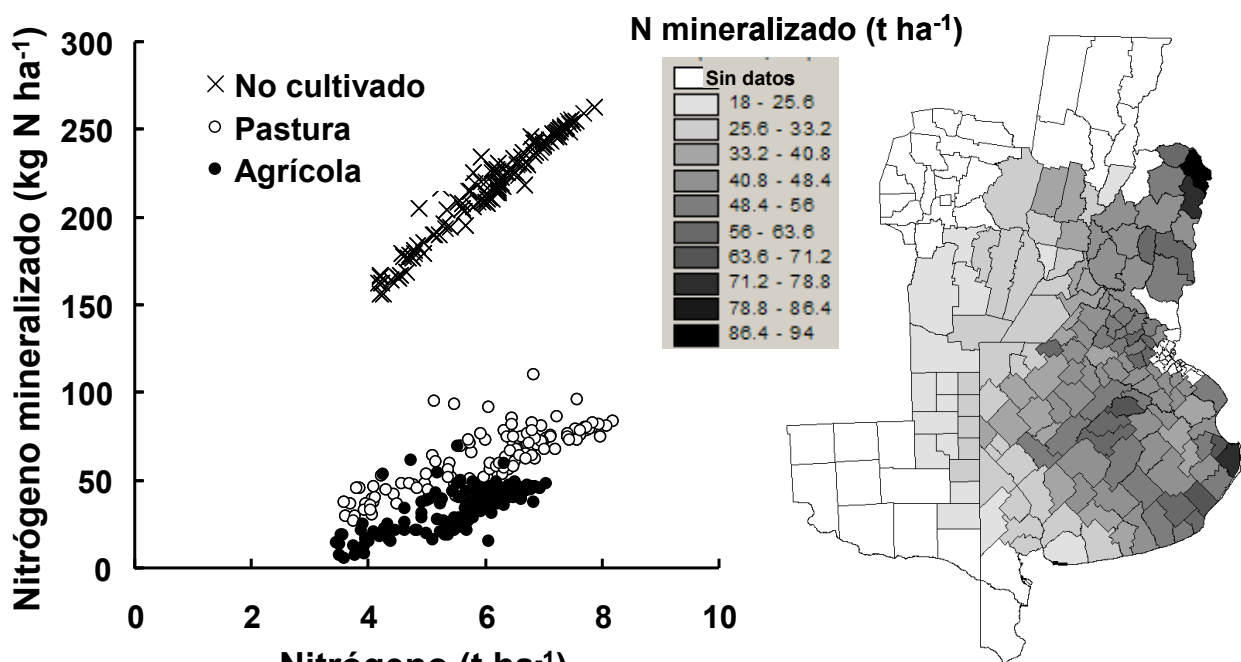 Nitrógeno mineralizado (kg N ha-1)
300
250
200
150
100
50
0
0 2 4 6 8 10
Nitrógeno (t ha-1)
No cultivado
Pastura
Agrícola
N mineralizado (t ha-1)
Sin datos
18 - 25.6
25.6 - 33.2
33.2 - 40.8
40.8 - 48.4
48.4 - 56
56 - 63.6
63.6 - 71.2
71.2 - 78.8
78.8 - 86.4
86.4 - 94